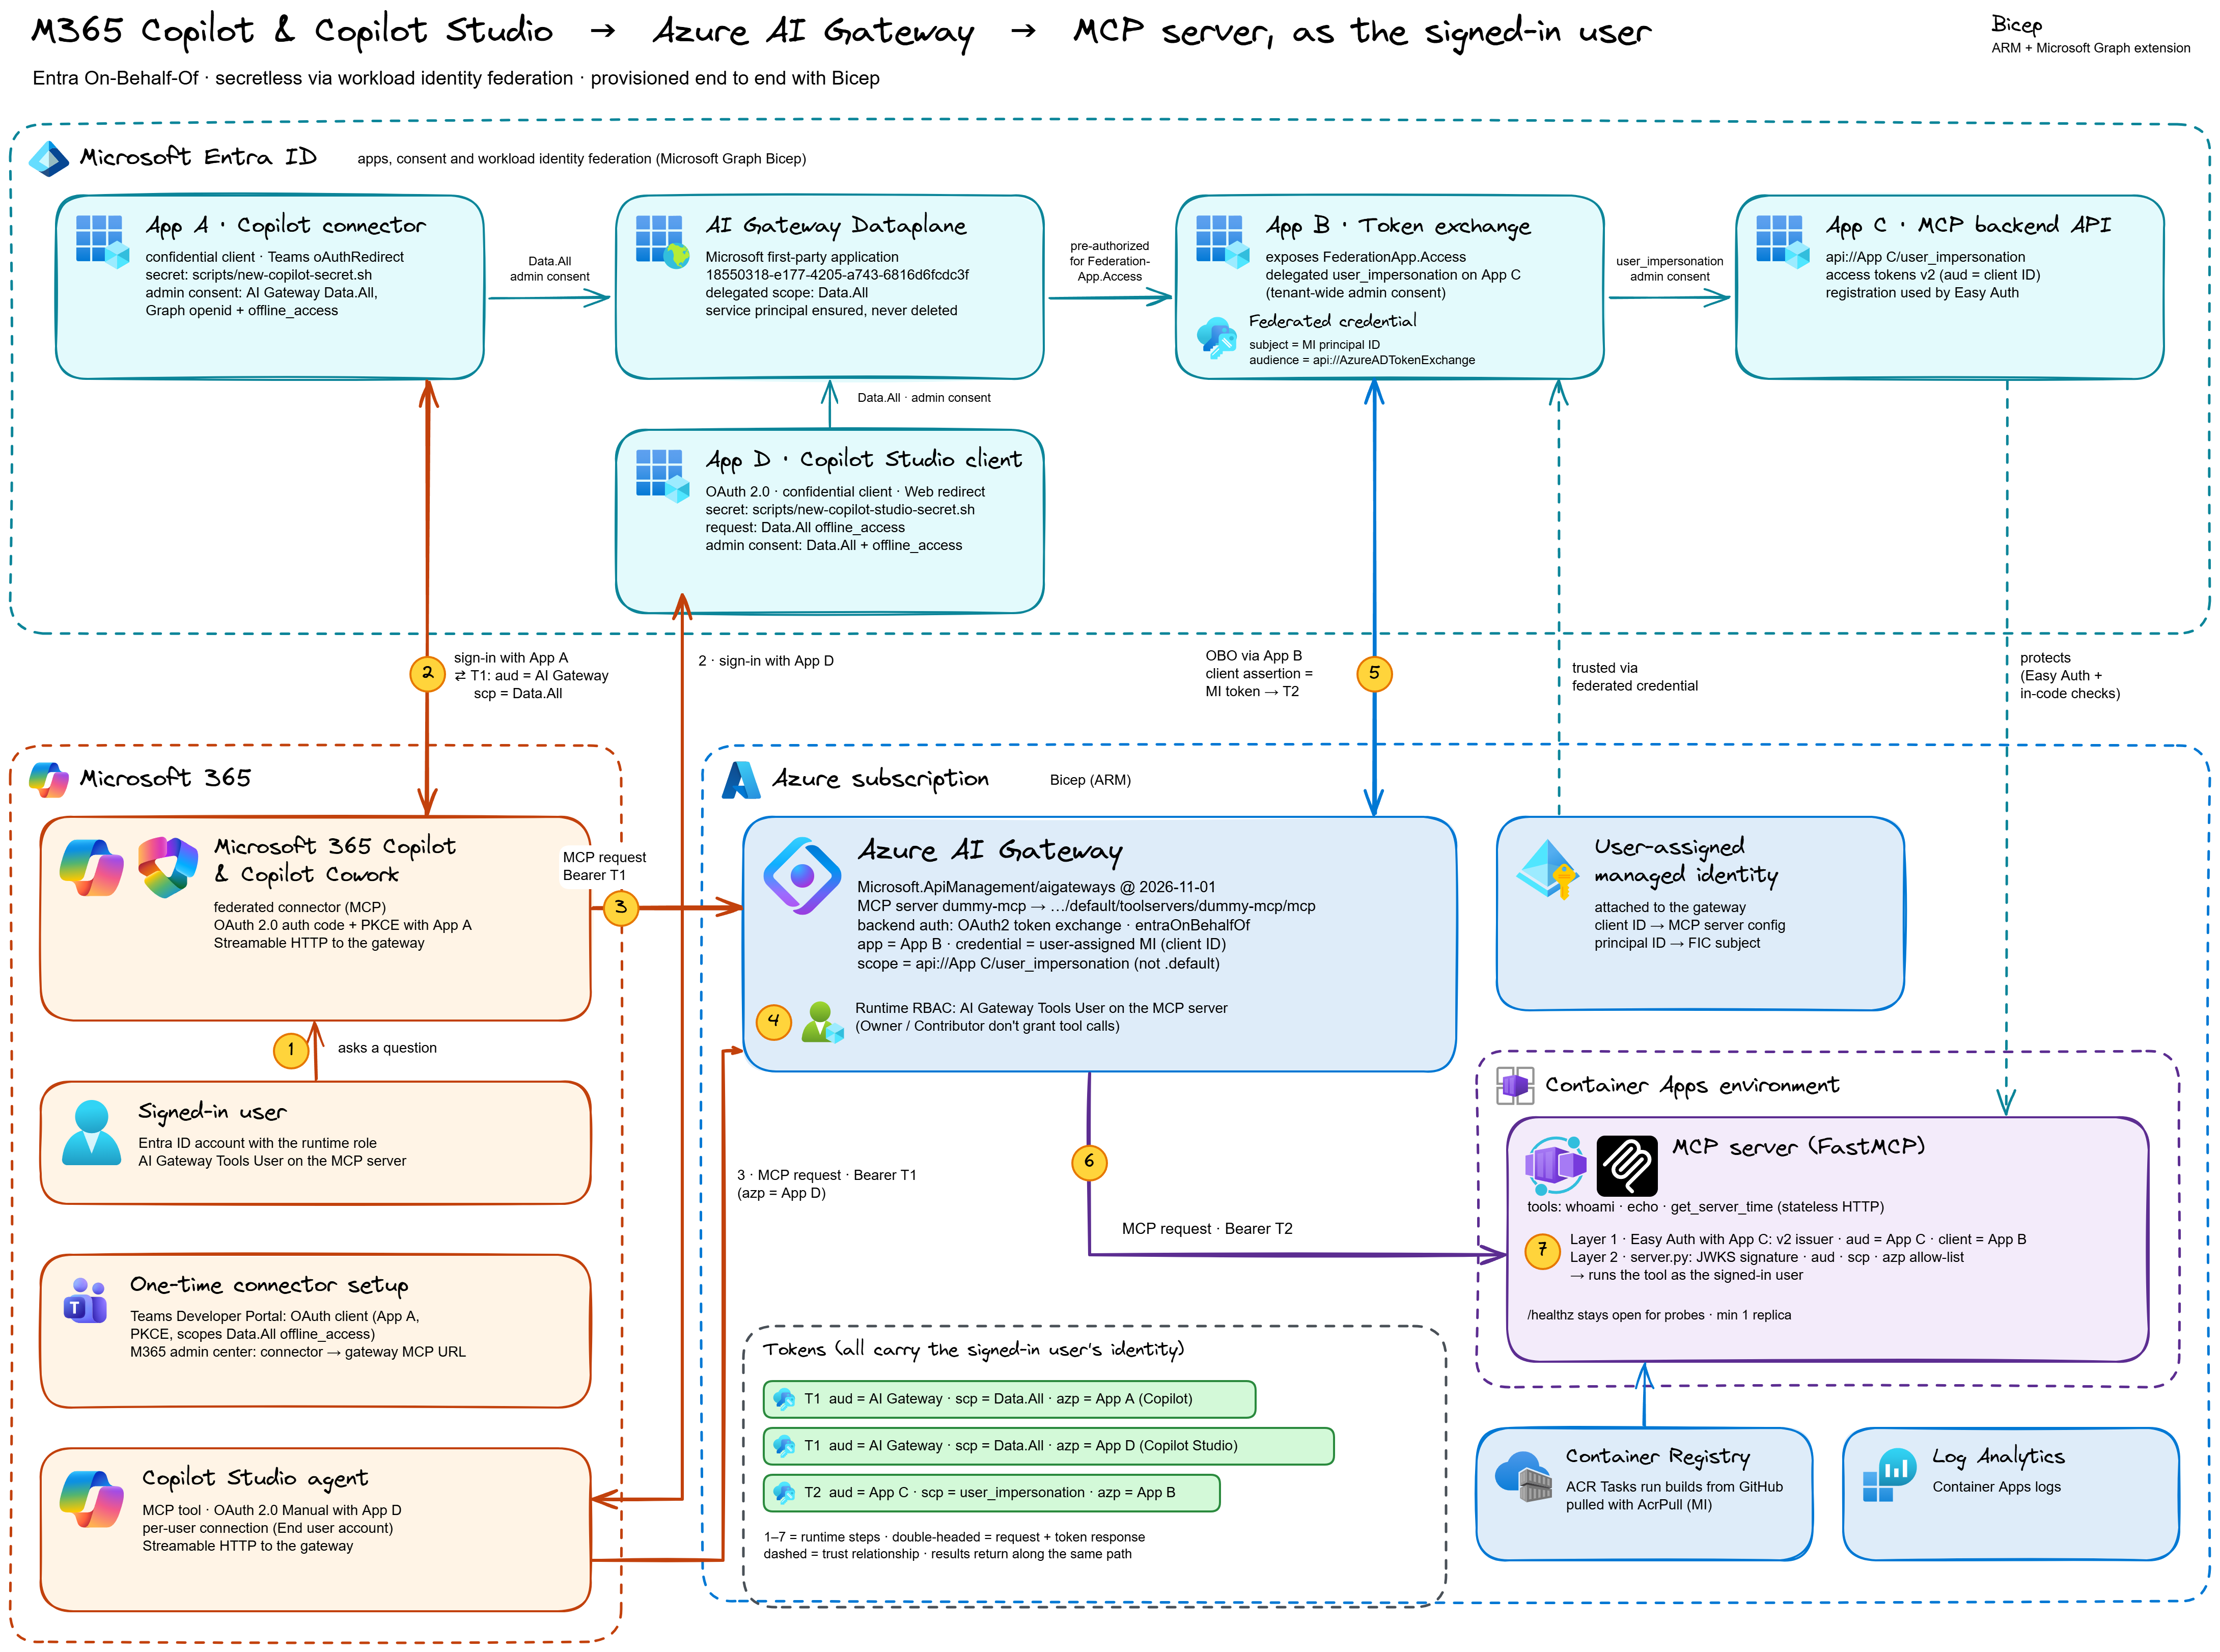 M365 Copilot & Copilot Studio → Azure AI Gateway → MCP server, as the signed-in user
Entra On-Behalf-Of · secretless via workload identity federation · provisioned end to end with Bicep
Bicep
ARM + Microsoft Graph extension
Microsoft Entra ID
apps, consent and workload identity federation (Microsoft Graph Bicep)
App A · Copilot connector
confidential client · Teams oAuthRedirect
secret: scripts/new-copilot-secret.sh
admin consent: AI Gateway Data.All,
Graph openid + offline_access
Data.All
admin consent
AI Gateway Dataplane
Microsoft first-party application
18550318-e177-4205-a743-6816d6fcdc3f
delegated scope: Data.All
service principal ensured, never deleted
pre-authorized
for Federation-
App.Access
App B · Token exchange
exposes FederationApp.Access
delegated user_impersonation on App C
(tenant-wide admin consent)
Federated credential
subject = MI principal ID
audience = api://AzureADTokenExchange
user_impersonation
admin consent
App C · MCP backend API
api://App C/user_impersonation
access tokens v2 (aud = client ID)
registration used by Easy Auth
Data.All · admin consent
App D · Copilot Studio client
OAuth 2.0 · confidential client · Web redirect
secret: scripts/new-copilot-studio-secret.sh
request: Data.All offline_access
admin consent: Data.All + offline_access
2
sign-in with App A
⇄ T1: aud = AI Gateway
scp = Data.All
2 · sign-in with App D
OBO via App B
client assertion =
MI token → T2
5
trusted via
federated credential
protects
(Easy Auth +
in-code checks)
Microsoft 365
Microsoft 365 Copilot
& Copilot Cowork
federated connector (MCP)
OAuth 2.0 auth code + PKCE with App A
Streamable HTTP to the gateway
MCP request
Bearer T1
3
1
asks a question
Signed-in user
Entra ID account with the runtime role
AI Gateway Tools User on the MCP server
One-time connector setup
Teams Developer Portal: OAuth client (App A,
PKCE, scopes Data.All offline_access)
M365 admin center: connector → gateway MCP URL
Copilot Studio agent
MCP tool · OAuth 2.0 Manual with App D
per-user connection (End user account)
Streamable HTTP to the gateway
Azure subscription
Bicep (ARM)
Azure AI Gateway
Microsoft.ApiManagement/aigateways @ 2026-11-01
MCP server dummy-mcp → …/default/toolservers/dummy-mcp/mcp
backend auth: OAuth2 token exchange · entraOnBehalfOf
app = App B · credential = user-assigned MI (client ID)
scope = api://App C/user_impersonation (not .default)
4
Runtime RBAC: AI Gateway Tools User on the MCP server
(Owner / Contributor don't grant tool calls)
User-assigned
managed identity
attached to the gateway
client ID → MCP server config
principal ID → FIC subject
3 · MCP request · Bearer T1
(azp = App D)
6
MCP request · Bearer T2
Container Apps environment
MCP server (FastMCP)
tools: whoami · echo · get_server_time (stateless HTTP)
7
Layer 1 · Easy Auth with App C: v2 issuer · aud = App C · client = App B
Layer 2 · server.py: JWKS signature · aud · scp · azp allow-list
→ runs the tool as the signed-in user
/healthz stays open for probes · min 1 replica
Tokens (all carry the signed-in user's identity)
T1 aud = AI Gateway · scp = Data.All · azp = App A (Copilot)
T1 aud = AI Gateway · scp = Data.All · azp = App D (Copilot Studio)
T2 aud = App C · scp = user_impersonation · azp = App B
1–7 = runtime steps · double-headed = request + token response
dashed = trust relationship · results return along the same path
Container Registry
ACR Tasks run builds from GitHub
pulled with AcrPull (MI)
Log Analytics
Container Apps logs